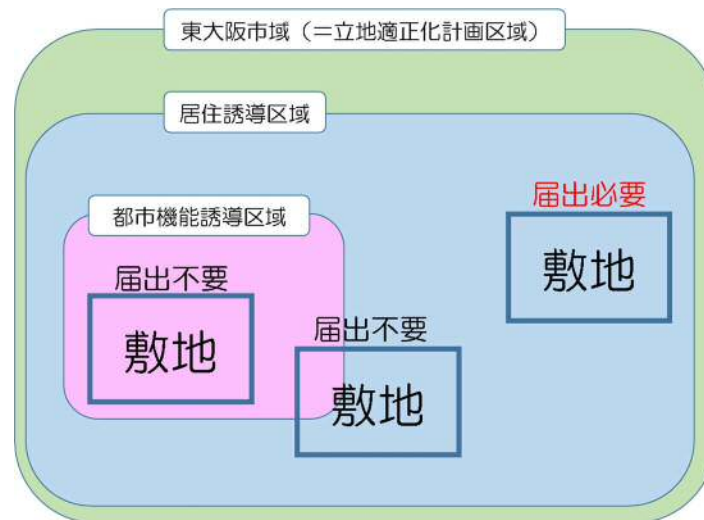 東大阪市域（＝立地適正化計画区域）
居住誘導区域
届出必要
敷地
都市機能誘導区域
届出不要
敷地
届出不要
敷地